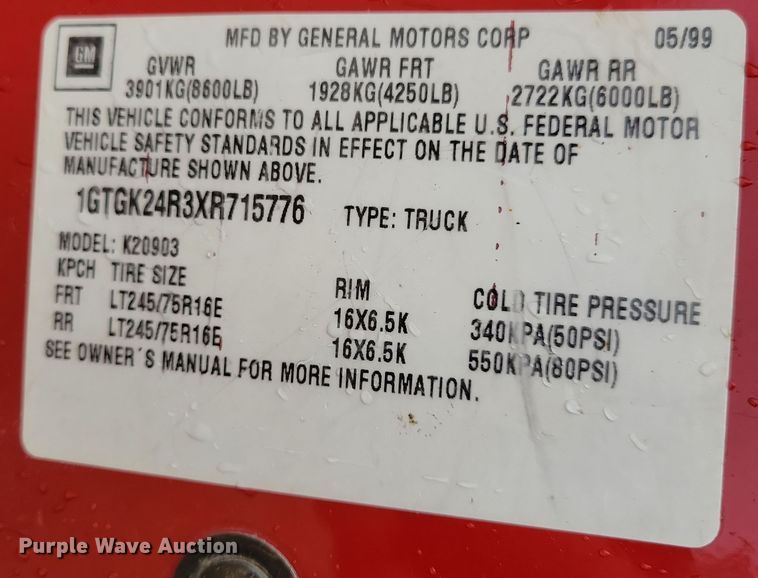 GM
MFD BY GENERAL MOTORS CORP 05/99
GVWR GAWR FRT GAWR RR
3901KG(8600LB) 1928KG(4250LB) 2722KG(6000LB)
THIS VEHICLE CONFORMS TO ALL APPLICABLE U.S. FEDERAL MOTOR
VEHICLE SAFETY STANDARDS IN EFFECT ON THE DATE OF
MANUFACTURE SHOWN ABOVE.
1GTGK24R3XR715776 TYPE: TRUCK
MODEL: K20903
KPCH TIRE SIZE RIM COLD TIRE PRESSURE
FRT LT245/75R16E 16X6.5K 340KPA(50PSI)
RR LT245/75R16E 16X6.5K 550KPA(80PSI)
SEE OWNER´S MANUAL FOR MORE INFORMATION.
Purple Wave Auction